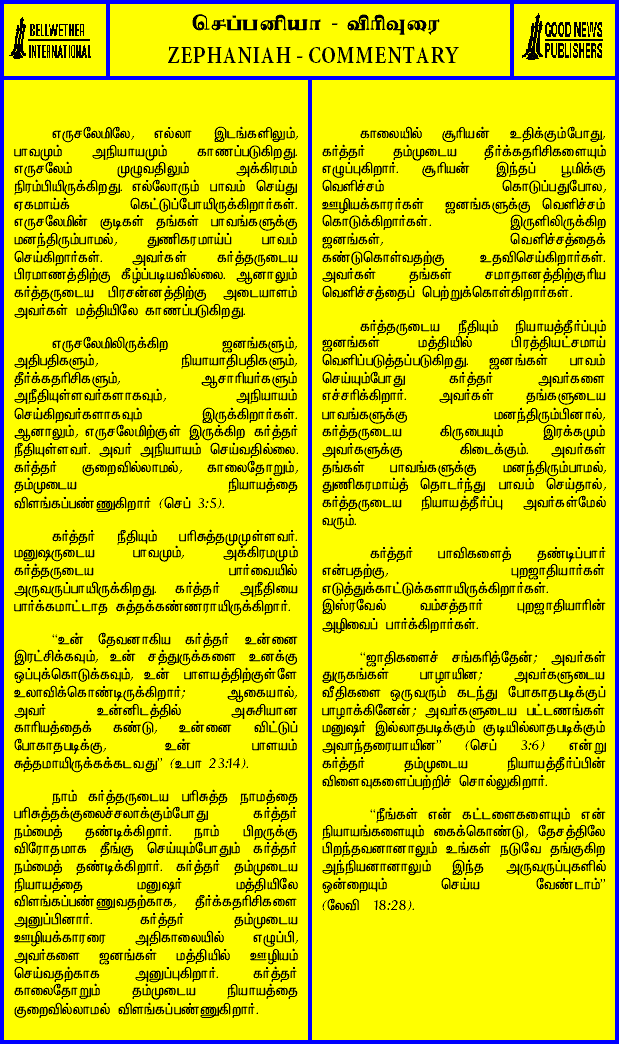 BELLWETHER
INTERNATIONAL
செப்பனியா - விரிவுரை
ZEPHANIAH - COMMENTARY
GOOD NEWS
PUBLISHERS
எருசலேமிலே, எல்லா இடங்களிலும்,
பாவமும் அநியாயமும் காணப்படுகிறது.
எருசலேம் முழுவதிலும் அக்கிரமம்
நிரம்பியிருக்கிறது. எல்லோரும் பாவம் செய்து
ஏகமாய்க் கெட்டுப்போயிருக்கிறார்கள்.
எருசலேமின் குடிகள் தங்கள் பாவங்களுக்கு
மனந்திரும்பாமல், துணிகரமாய்ப் பாவம்
செய்கிறார்கள். அவர்கள் கர்த்தருடைய
பிரமாணத்திற்கு கீழ்ப்படியவில்லை. ஆனாலும்
கர்த்தருடைய பிரசன்னத்திற்கு அடையாளம்
அவர்கள் மத்தியிலே காணப்படுகிறது.
எருசலேமிலிருக்கிற ஜனங்களும்,
அதிபதிகளும், நியாயாதிபதிகளும்,
தீர்க்கதரிசிகளும், ஆசாரியர்களும்
அநீதியுள்ளவர்களாகவும், அநியாயம்
செய்கிறவர்களாகவும் இருக்கிறார்கள்.
ஆனாலும், எருசலேமிற்குள் இருக்கிற கர்த்தர்
நீதியுள்ளவர். அவர் அநியாயம் செய்வதில்லை.
கர்த்தர் குறைவில்லாமல், காலைதோறும்,
தம்முடைய நியாயத்தை
விளங்கப்பண்ணுகிறார் (செப் 3:5).
கர்த்தர் நீதியும் பரிசுத்தமுமுள்ளவர்.
மனுஷருடைய பாவமும், அக்கிரமமும்
கர்த்தருடைய பார்வையில்
அருவருப்பாயிருக்கிறது. கர்த்தர் அநீதியை
பார்க்கமாட்டாத சுத்தக்கண்ணராயிருக்கிறார்.
“உன் தேவனாகிய கர்த்தர் உன்னை
இரட்சிக்கவும், உன் சத்துருக்களை உனக்கு
ஒப்புக்கொடுக்கவும், உன் பாளயத்திற்குள்ளே
உலாவிக்கொண்டிருக்கிறார்; ஆகையால்,
அவர் உன்னிடத்தில் அசுசியான
காரியத்தைக் கண்டு, உன்னை விட்டுப்
போகாதபடிக்கு, உன் பாளயம்
சுத்தமாயிருக்கக்கடவது” (உபா 23:14).
நாம் கர்த்தருடைய பரிசுத்த நாமத்தை
பரிசுத்தக்குலைச்சலாக்கும்போது கர்த்தர்
நம்மைத் தண்டிக்கிறார். நாம் பிறருக்கு
விரோதமாக தீங்கு செய்யும்போதும் கர்த்தர்
நம்மைத் தண்டிக்கிறார். கர்த்தர் தம்முடைய
நியாயத்தை மனுஷர் மத்தியிலே
விளங்கப்பண்ணுவதற்காக, தீர்க்கதரிசிகளை
அனுப்பினார். கர்த்தர் தம்முடைய
ஊழியக்காரரை அதிகாலையில் எழுப்பி,
அவர்களை ஜனங்கள் மத்தியில் ஊழியம்
செய்வதற்காக அனுப்புகிறார். கர்த்தர்
காலைதோறும் தம்முடைய நியாயத்தை
குறைவில்லாமல் விளங்கப்பண்ணுகிறார்.
காலையில் சூரியன் உதிக்கும்போது,
கர்த்தர் தம்முடைய தீர்க்கதரிசிகளையும்
எழுப்புகிறார். சூரியன் இந்தப் பூமிக்கு
வெளிச்சம் கொடுப்பதுபோல,
ஊழியக்காரர்கள் ஜனங்களுக்கு வெளிச்சம்
கொடுக்கிறார்கள். இருளிலிருக்கிற
ஜனங்கள், வெளிச்சத்தைக்
கண்டுகொள்வதற்கு உதவிசெய்கிறார்கள்.
அவர்கள் தங்கள் சமாதானத்திற்குரிய
வெளிச்சத்தைப் பெற்றுக்கொள்கிறார்கள்.
கர்த்தருடைய நீதியும் நியாயத்தீர்ப்பும்
ஜனங்கள் மத்தியில் பிரத்தியட்சமாய்
வெளிப்படுத்தப்படுகிறது. ஜனங்கள் பாவம்
செய்யும்போது கர்த்தர் அவர்களை
எச்சரிக்கிறார். அவர்கள் தங்களுடைய
பாவங்களுக்கு மனந்திரும்பினால்,
கர்த்தருடைய கிருபையும் இரக்கமும்
அவர்களுக்கு கிடைக்கும். அவர்கள்
தங்கள் பாவங்களுக்கு மனந்திரும்பாமல்,
துணிகரமாய்த் தொடர்ந்து பாவம் செய்தால்,
கர்த்தருடைய நியாயத்தீர்ப்பு அவர்கள்மேல்
வரும்.
கர்த்தர் பாவிகளைத் தண்டிப்பார்
என்பதற்கு, புறஜாதியார்கள்
எடுத்துக்காட்டுக்களாயிருக்கிறார்கள்.
இஸ்ரவேல் வம்சத்தார் புறஜாதியாரின்
அழிவைப் பார்க்கிறார்கள்.
“ஜாதிகளைச் சங்கரித்தேன்; அவர்கள்
துருகங்கள் பாழாயின; அவர்களுடைய
வீதிகளை ஒருவரும் கடந்து போகாதபடிக்குப்
பாழாக்கினேன்; அவர்களுடைய பட்டணங்கள்
மனுஷர் இல்லாதபடிக்கும் குடியில்லாதபடிக்கும்
அவாந்தரையாயின” (செப் 3:6) என்று
கர்த்தர் தம்முடைய நியாயத்தீர்ப்பின்
விளைவுகளைப்பற்றிச் சொல்லுகிறார்.
“நீங்கள் என் கட்டளைகளையும் என்
நியாயங்களையும் கைக்கொண்டு, தேசத்திலே
பிறந்தவனானாலும் உங்கள் நடுவே தங்குகிற
அந்நியனானாலும் இந்த அருவருப்புகளில்
ஒன்றையும் செய்ய வேண்டாம்”
(லேவி 18:28).